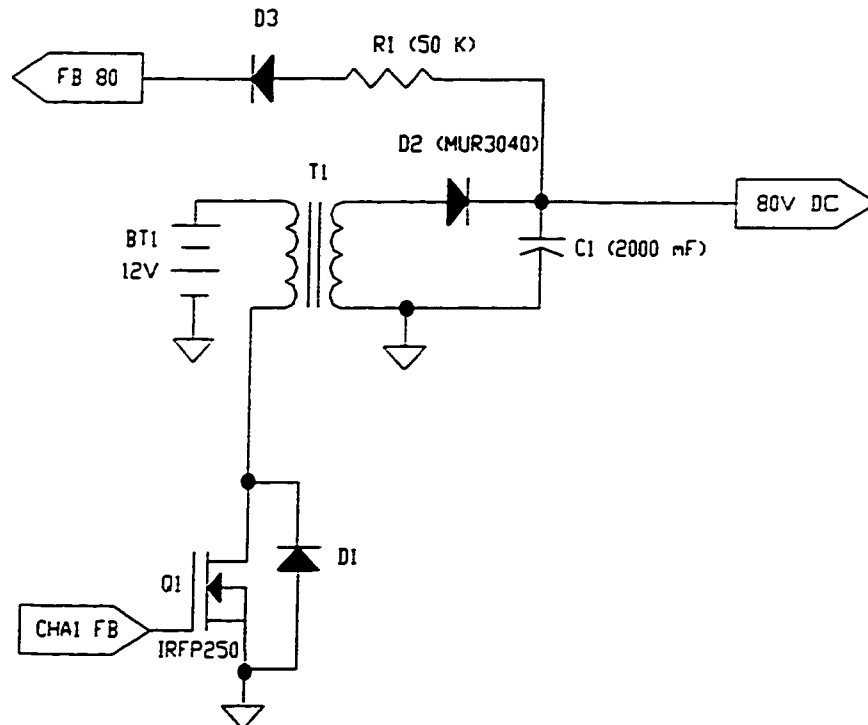 D3
R1 (50 K)
FB 80
D2 (MUR3040)
T1
80V DC
BT1
12V
C1 (2000 mF)
Q1
D1
CHA1 FB
IRFP250